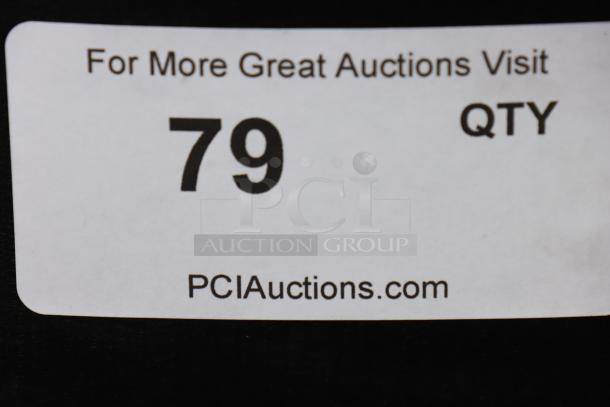 For More Great Auctions Visit
79 QTY
PCI
AUCTION GROUP
PCIAuctions.com